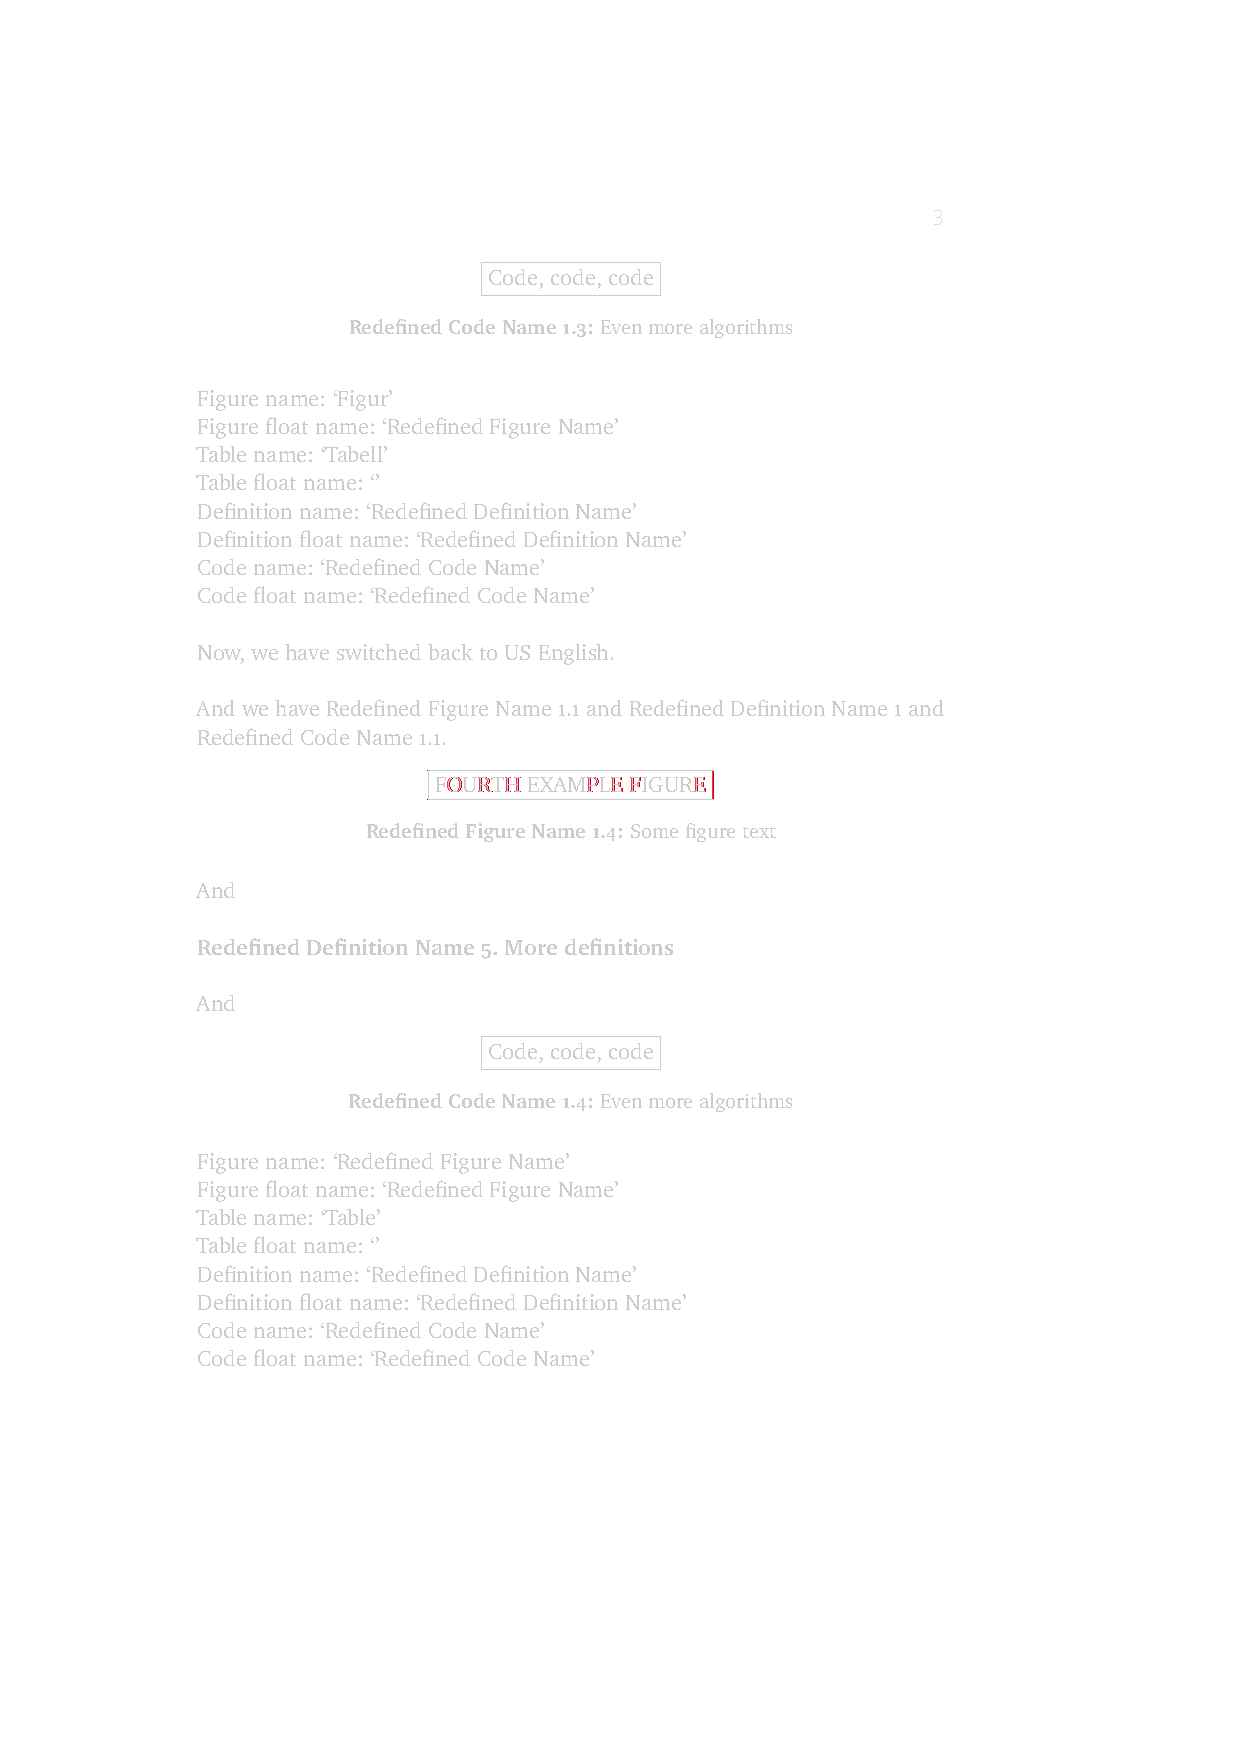 3
Code, code, code
Redefined Code Name 1.3: Even more algorithms
Figure name: ‘Figur’
Figure float name: ‘Redefined Figure Name’
Table name: ‘Tabell’
Table float name: ‘’
Definition name: ‘Redefined Definition Name’
Definition float name: ‘Redefined Definition Name’
Code name: ‘Redefined Code Name’
Code float name: ‘Redefined Code Name’
Now, we have switched back to US English.
And we have Redefined Figure Name 1.1 and Redefined Definition Name 1 and
Redefined Code Name 1.1.
FOURTH EXAMPLE FIGURE
Redefined Figure Name 1.4: Some figure text
And
Redefined Definition Name 5. More definitions
And
Code, code, code
Redefined Code Name 1.4: Even more algorithms
Figure name: ‘Redefined Figure Name’
Figure float name: ‘Redefined Figure Name’
Table name: ‘Table’
Table float name: ‘’
Definition name: ‘Redefined Definition Name’
Definition float name: ‘Redefined Definition Name’
Code name: ‘Redefined Code Name’
Code float name: ‘Redefined Code Name’